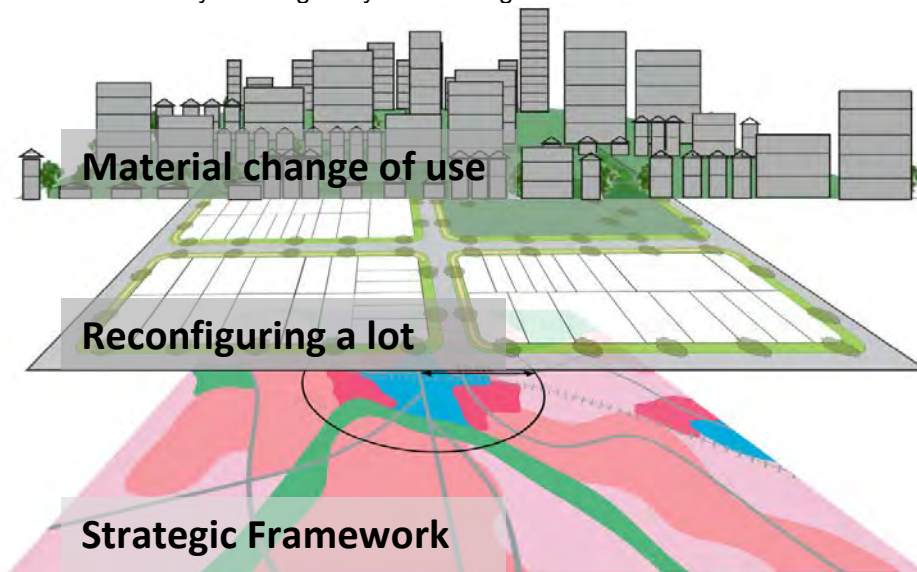 Material change of use
Reconfiguring a lot
Strategic Framework